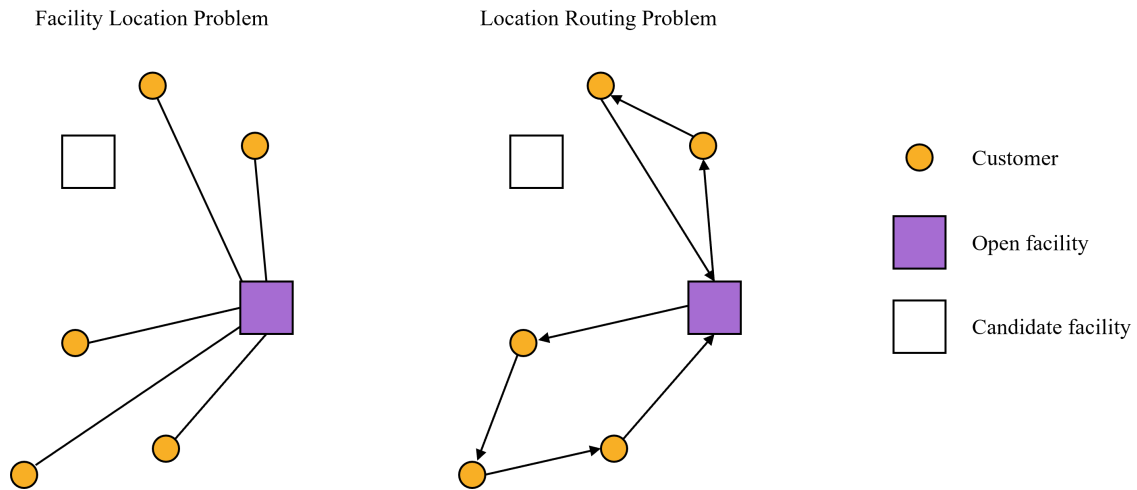 Facility Location Problem
Location Routing Problem
Customer
Open facility
Candidate facility